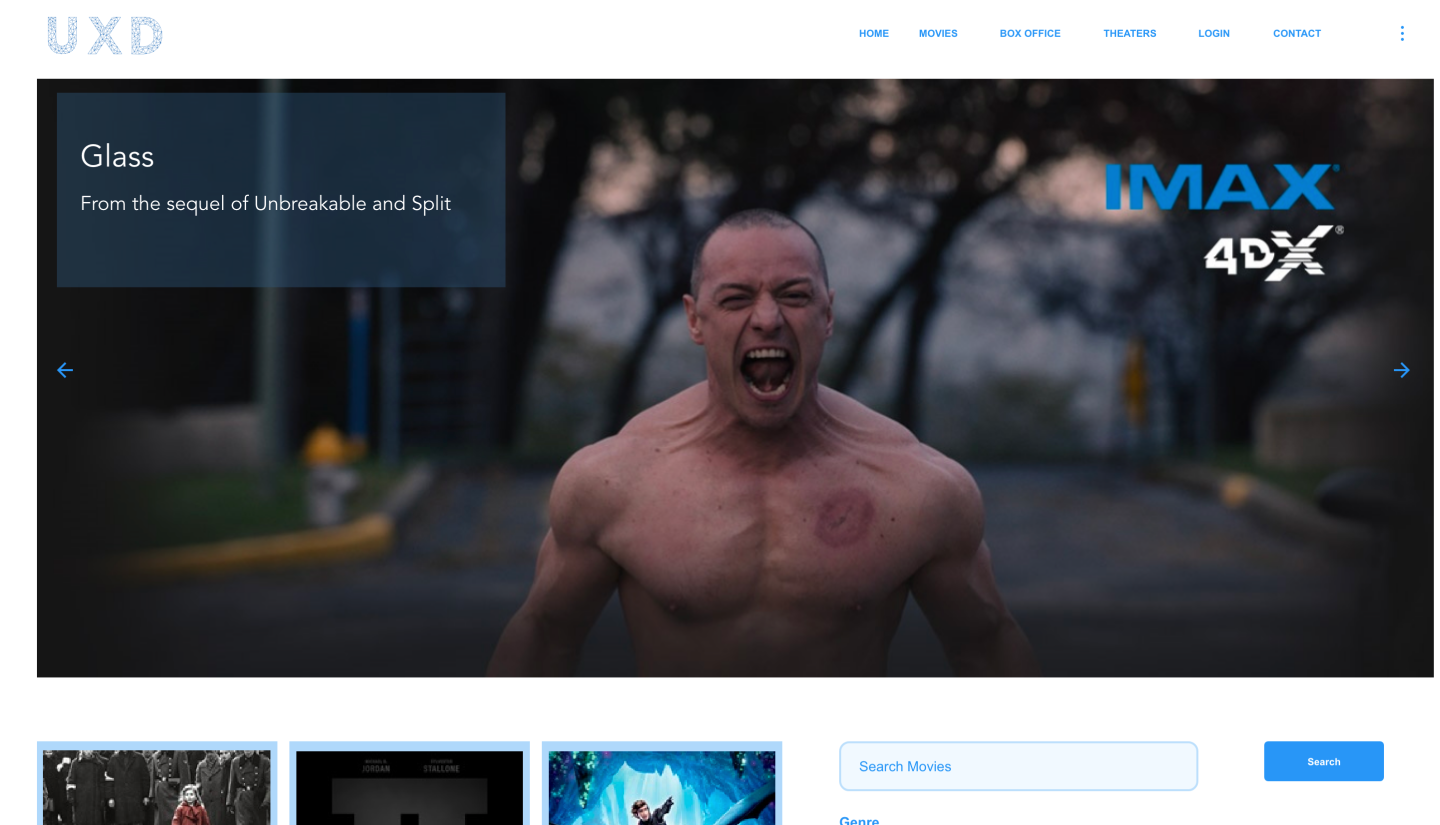 UXD
HOME MOVIES BOX OFFICE THEATERS LOGIN CONTACT
Glass
From the sequel of Unbreakable and Split
IMAX®
4DX®
MICHAEL B. JORDAN SYLVESTER STALLONE
Search Movies
Search
Genre